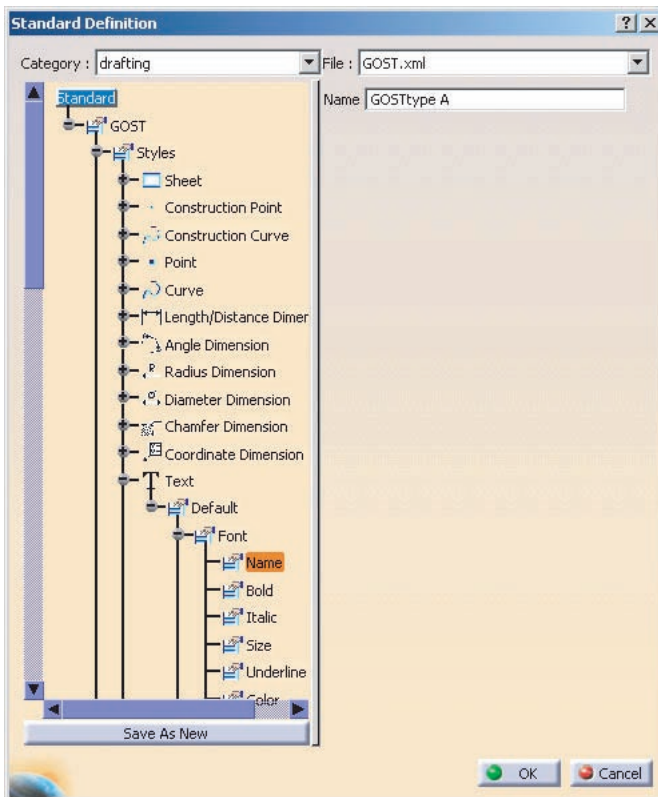 Standard Definition
Category : drafting
File : GOST.xml
Standard
Name GOSTtype A
GOST
Styles
Sheet
Construction Point
Construction Curve
Point
Curve
Length/Distance Dimer
Angle Dimension
Radius Dimension
Diameter Dimension
Chamfer Dimension
Coordinate Dimension
Text
Default
Font
Name
Bold
Italic
Size
Underline
Color
Save As New
OK Cancel